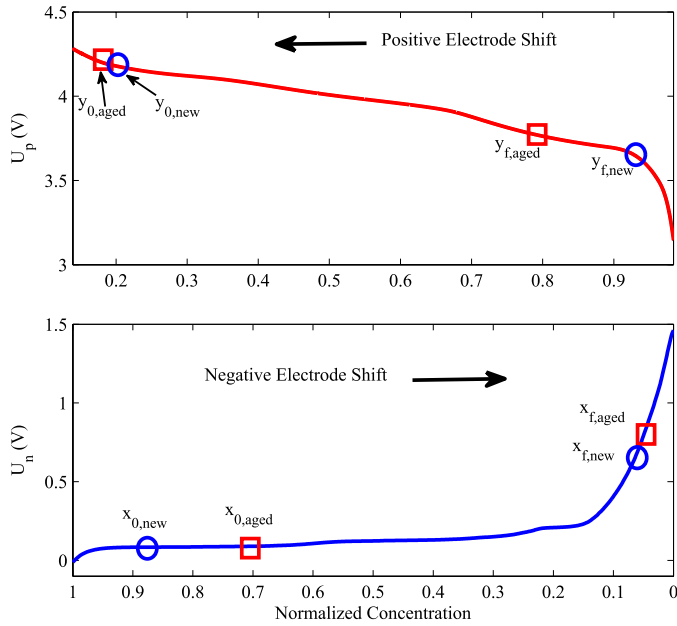 4.5
Positive Electrode Shift
4
y0,aged
y0,new
yf,aged
yf,new
Up (V)
3.5
3
0.2 0.3 0.4 0.5 0.6 0.7 0.8 0.9
1.5
Negative Electrode Shift
1
xf,aged
xf,new
Un (V)
0.5
x0,new
x0,aged
0
1 0.9 0.8 0.7 0.6 0.5 0.4 0.3 0.2 0.1 0
Normalized Concentration